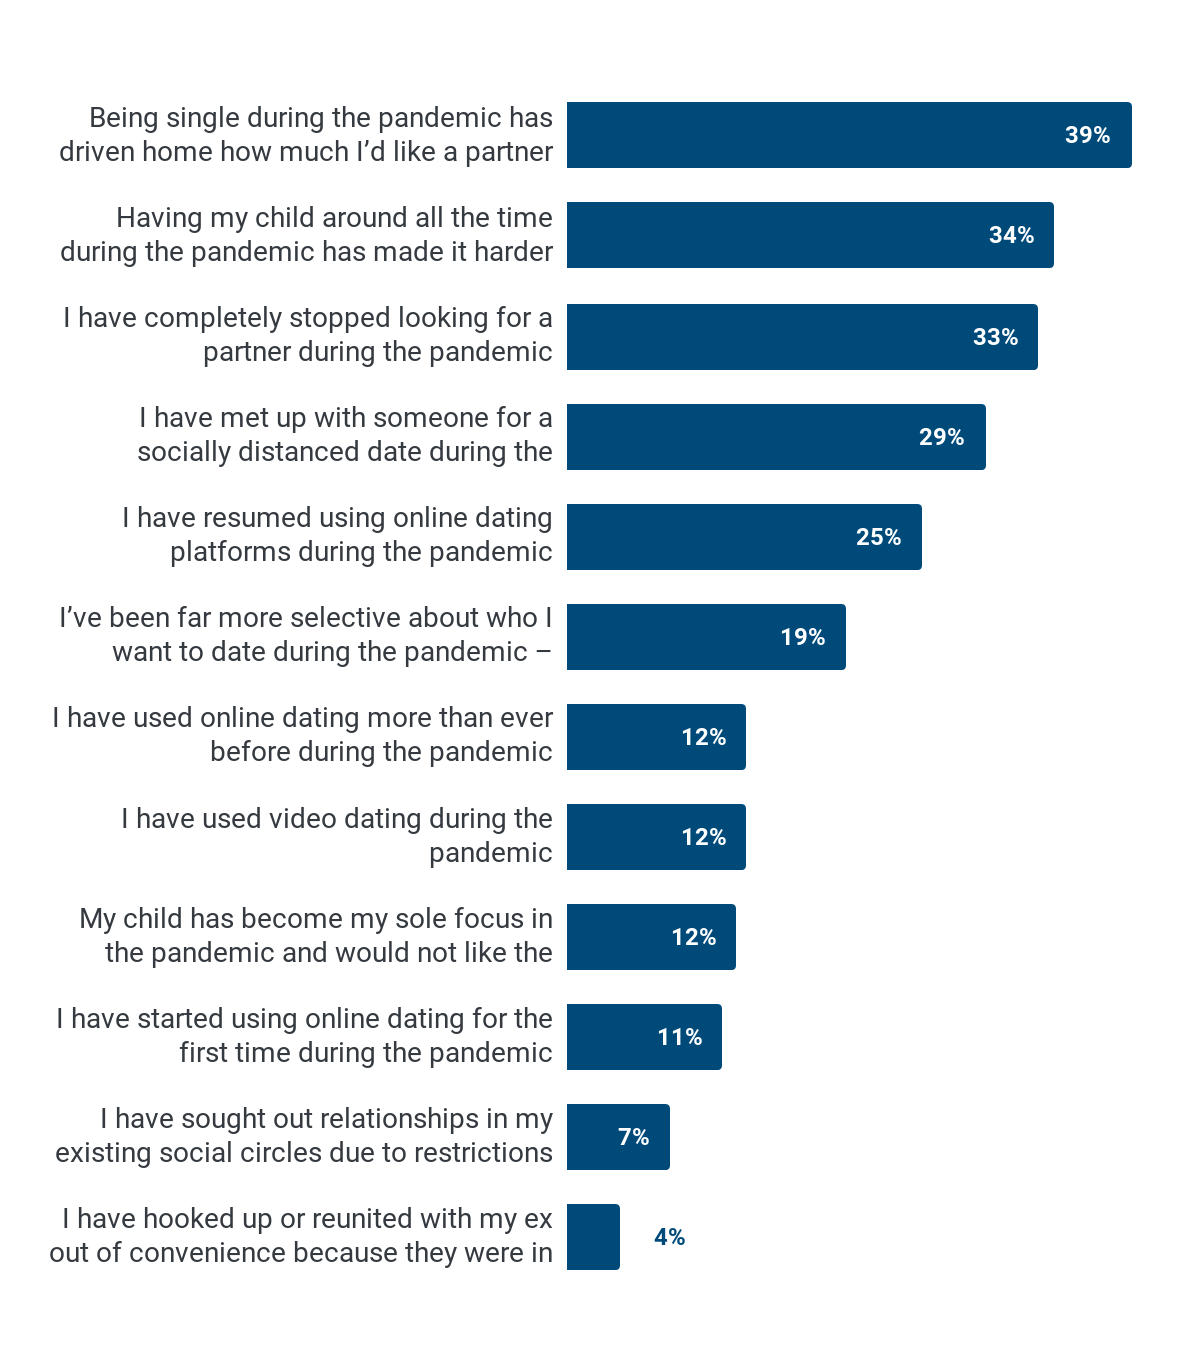 Being single during the pandemic has
driven home how much I’d like a partner
39%
Having my child around all the time
during the pandemic has made it harder
34%
I have completely stopped looking for a
partner during the pandemic
33%
I have met up with someone for a
socially distanced date during the
29%
I have resumed using online dating
platforms during the pandemic
25%
I’ve been far more selective about who I
want to date during the pandemic –
19%
I have used online dating more than ever
before during the pandemic
12%
I have used video dating during the
pandemic
12%
My child has become my sole focus in
the pandemic and would not like the
12%
I have started using online dating for the
first time during the pandemic
11%
I have sought out relationships in my
existing social circles due to restrictions
7%
I have hooked up or reunited with my ex
out of convenience because they were in
4%